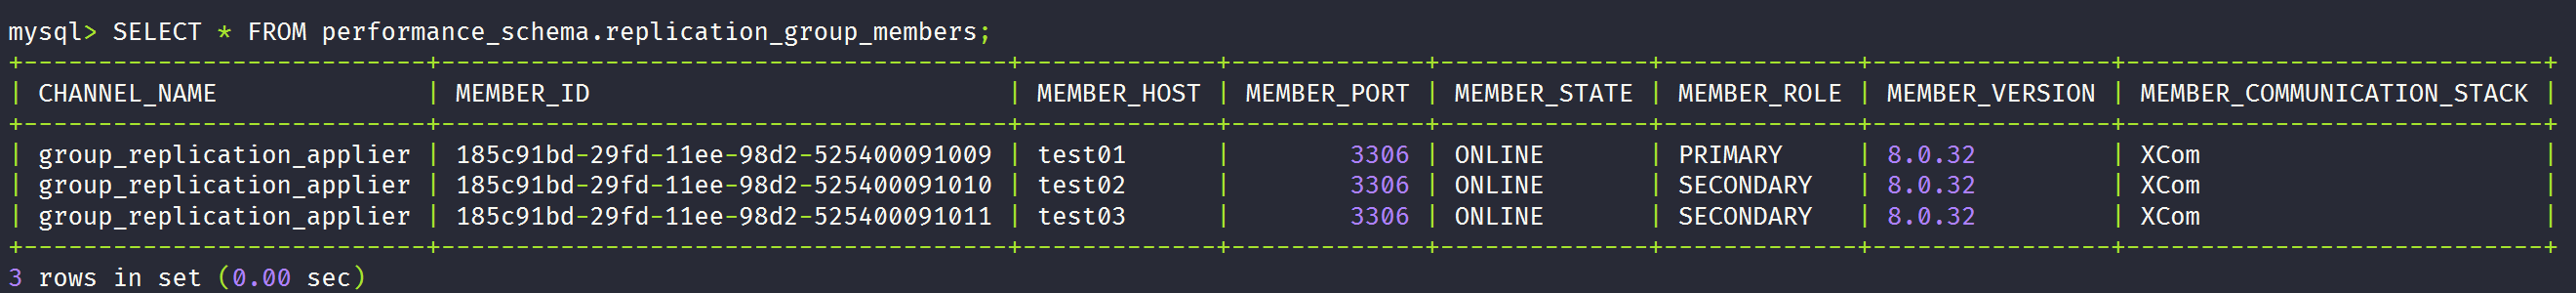 mysql> SELECT * FROM performance_schema.replication_group_members;
+---------------------------+--------------------------------------+-------------+-------------+--------------+-------------+----------------+----------------------------+
| CHANNEL_NAME              | MEMBER_ID                            | MEMBER_HOST | MEMBER_PORT | MEMBER_STATE | MEMBER_ROLE | MEMBER_VERSION | MEMBER_COMMUNICATION_STACK |
+---------------------------+--------------------------------------+-------------+-------------+--------------+-------------+----------------+----------------------------+
| group_replication_applier | 185c91bd-29fd-11ee-98d2-525400091009 | test01      |        3306 | ONLINE       | PRIMARY     | 8.0.32         | XCom                       |
| group_replication_applier | 185c91bd-29fd-11ee-98d2-525400091010 | test02      |        3306 | ONLINE       | SECONDARY   | 8.0.32         | XCom                       |
| group_replication_applier | 185c91bd-29fd-11ee-98d2-525400091011 | test03      |        3306 | ONLINE       | SECONDARY   | 8.0.32         | XCom                       |
+---------------------------+--------------------------------------+-------------+-------------+--------------+-------------+----------------+----------------------------+
3 rows in set (0.00 sec)